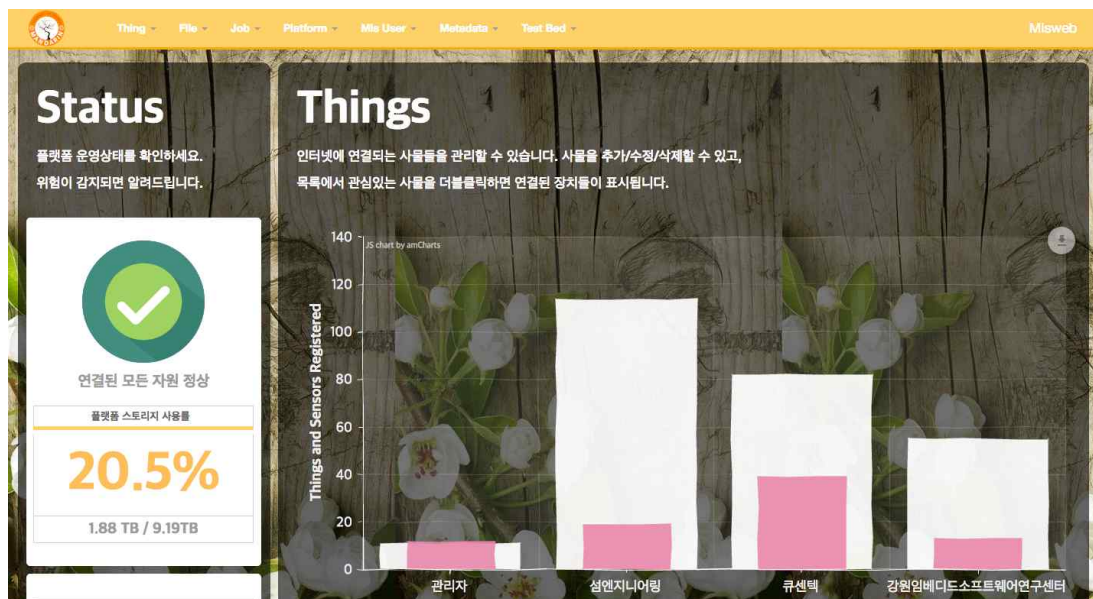 Thing
File
Job
Platform
MIs User
Metadata
Test Bed
Misweb
Status
플랫폼 운영상태를 확인하세요.
위험이 감지되면 알려드립니다.
연결된 모든 자원 정상
플랫폼 스토리지 사용률
20.5%
1.88 TB / 9.19TB
Things
인터넷에 연결되는 사물들을 관리할 수 있습니다. 사물을 추가/수정/삭제할 수 있고,
목록에서 관심있는 사물을 더블클릭하면 연결된 장치들이 표시됩니다.
JS chart by amCharts
Things and Sensors Registered
140
120
100
80
60
40
20
0
관리자
섬엔지니어링
큐센텍
강원임베디드소프트웨어연구센터